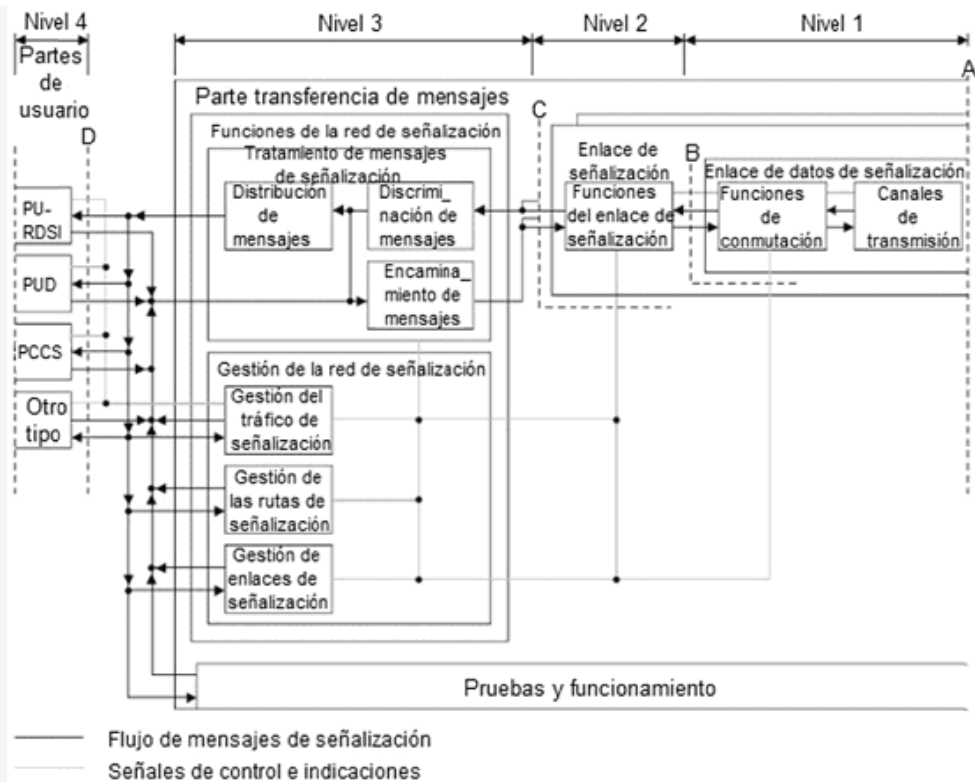 Nivel 4
Nivel 3
Nivel 2
Nivel 1
Partes
de
usuario
A
Parte transferencia de mensajes
C
D
Funciones de la red de señalización
Tratamiento de mensajes
de señalización
Enlace de
señalización
B
Enlace de datos de señalización
PU-
RDSI
Distribución
de
mensajes
Discrimi_
nación de
mensajes
Funciones
del enlace de
señalización
Funciones
de
conmutación
Canales
de
transmisión
PUD
Encamina_
miento de
mensajes
PCCS
Gestión de la red de señalización
Otro
tipo
Gestión del
tráfico de
señalización
Gestión de
las rutas de
señalización
Gestión de
enlaces de
señalización
Pruebas y funcionamiento
Flujo de mensajes de señalización
Señales de control e indicaciones